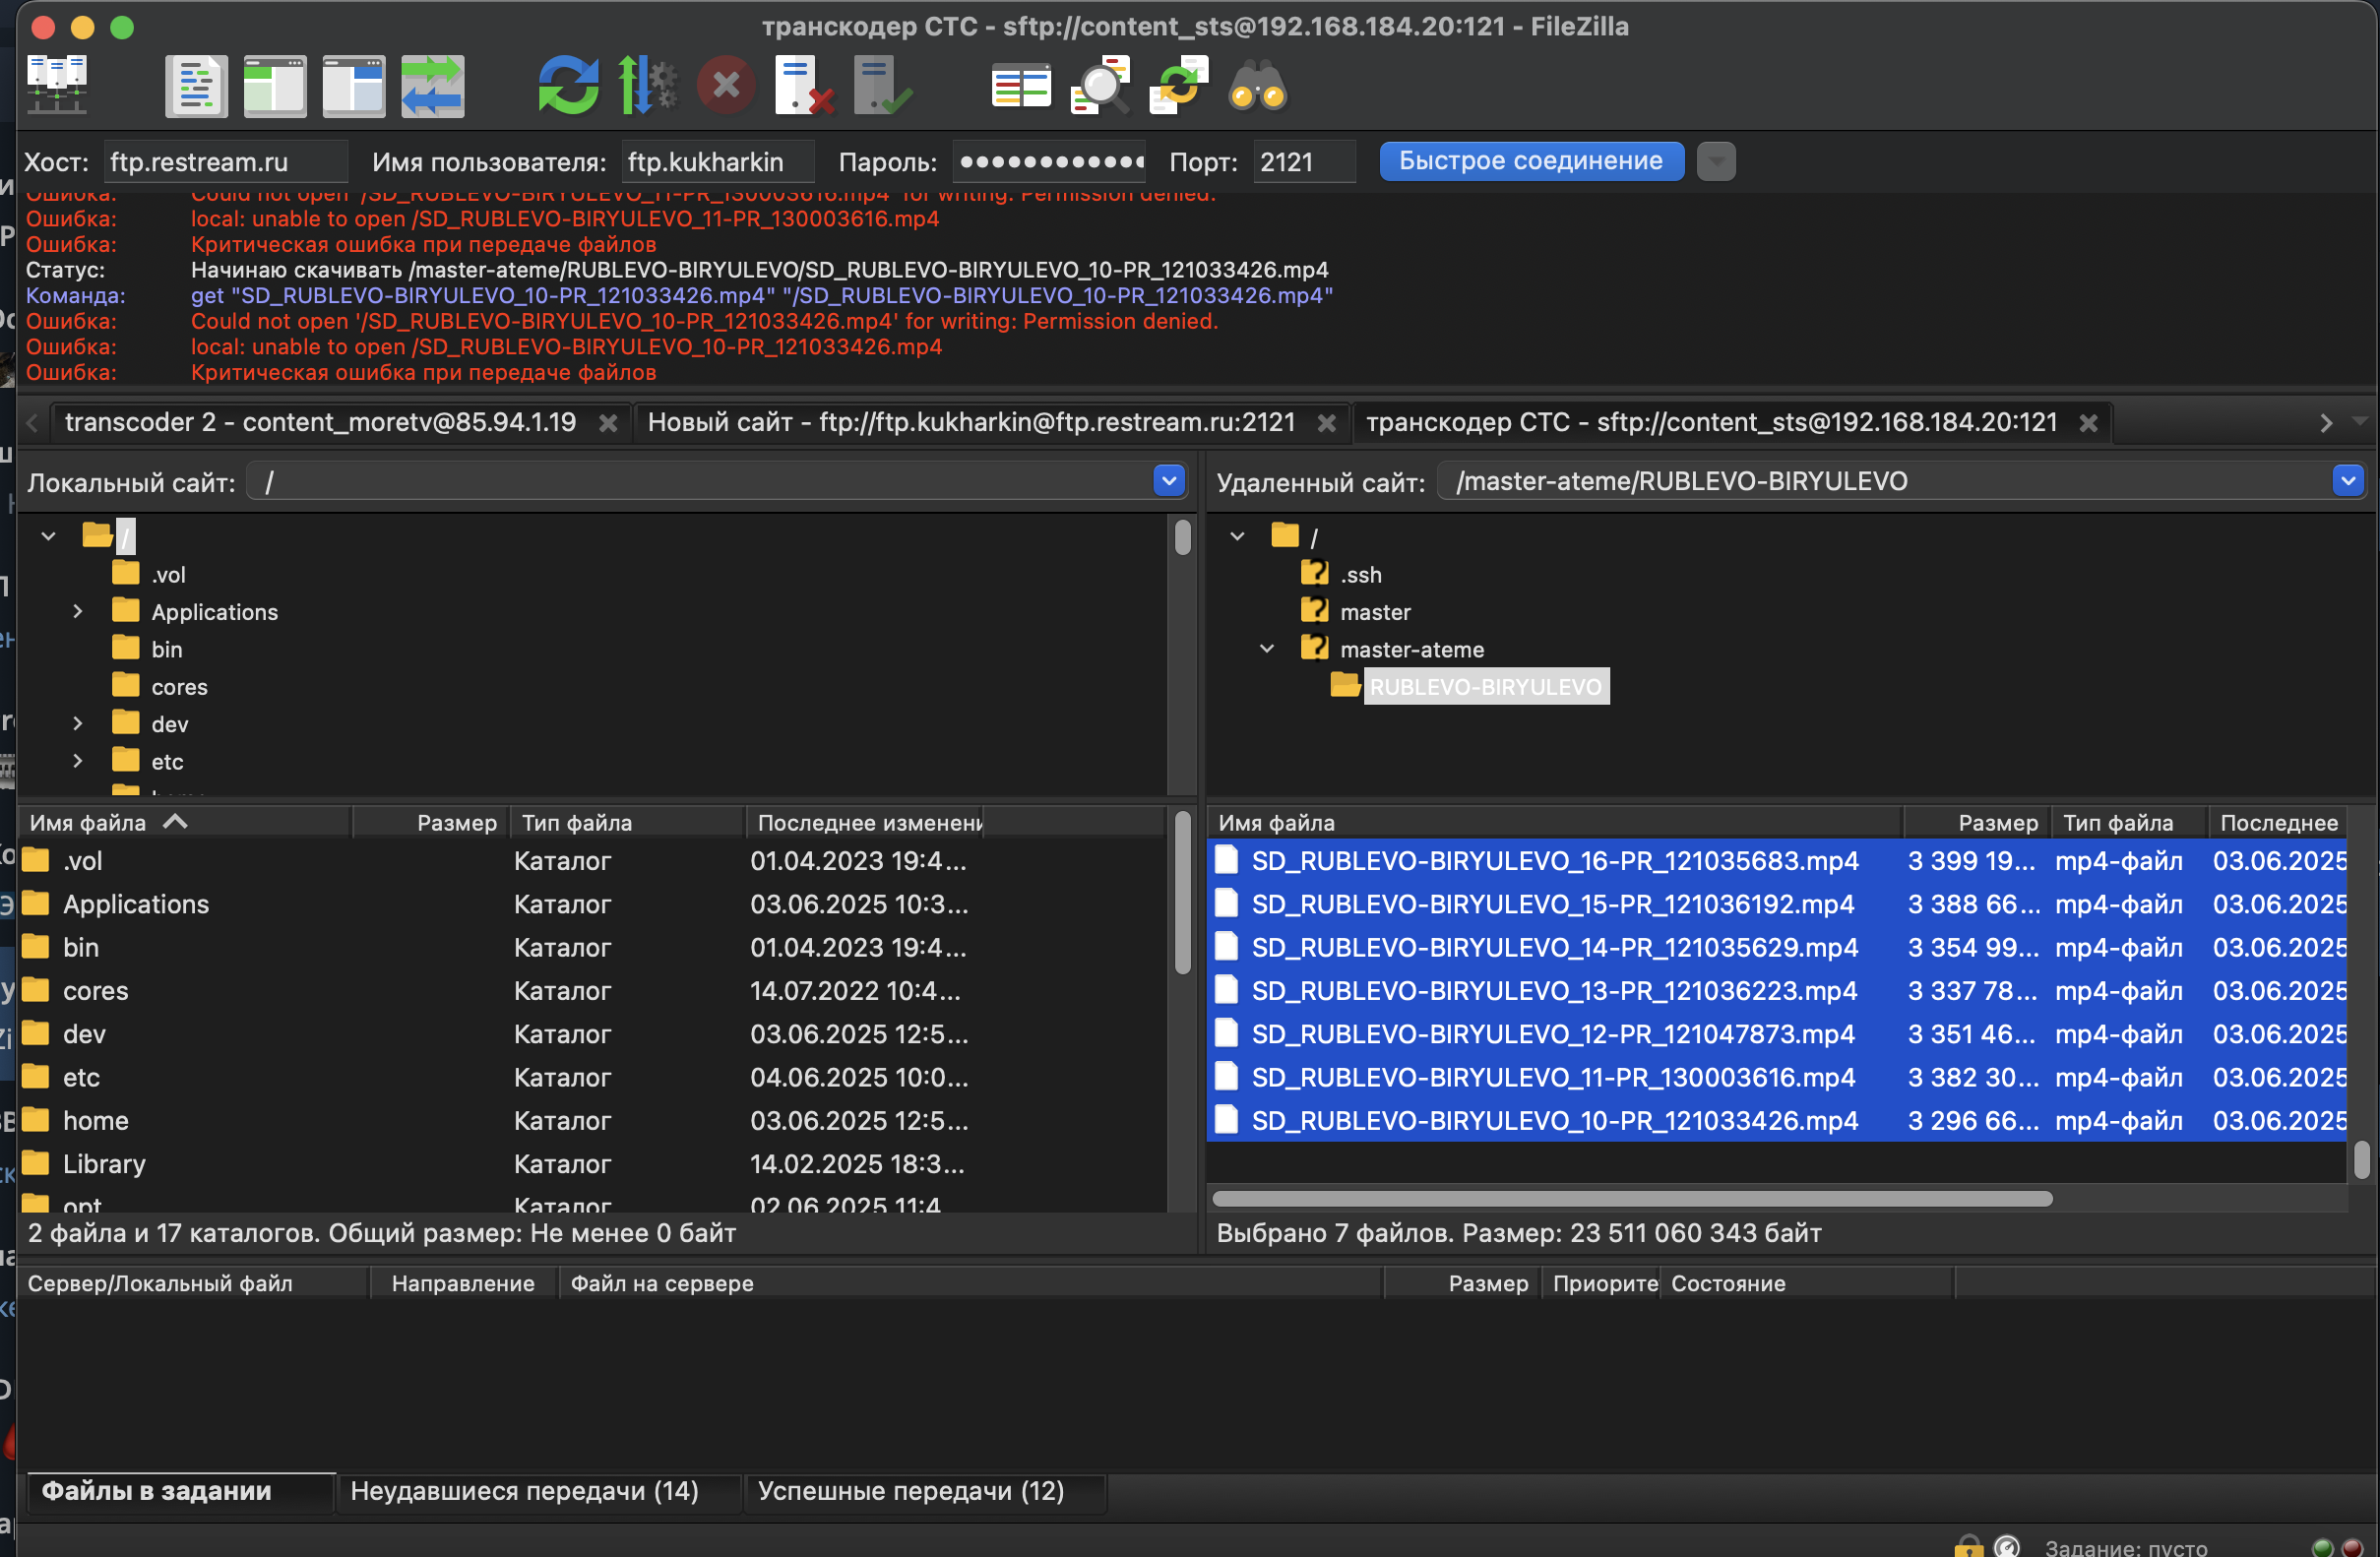 транскодер СТС - sftp://content_sts@192.168.184.20:121 - FileZilla
Хост: ftp.restream.ru Имя пользователя: ftp.kukharkin Пароль: ●●●●●●●●●●●● Порт: 2121 Быстрое соединение
Ошибка: Could not open '/SD_RUBLEVO-BIRYULEVO_11-PR_130003616.mp4' for writing: Permission denied.
Ошибка: local: unable to open /SD_RUBLEVO-BIRYULEVO_11-PR_130003616.mp4
Ошибка: Критическая ошибка при передаче файлов
Статус: Начинаю скачивать /master-ateme/RUBLEVO-BIRYULEVO/SD_RUBLEVO-BIRYULEVO_10-PR_121033426.mp4
Команда: get "SD_RUBLEVO-BIRYULEVO_10-PR_121033426.mp4" "/SD_RUBLEVO-BIRYULEVO_10-PR_121033426.mp4"
Ошибка: Could not open '/SD_RUBLEVO-BIRYULEVO_10-PR_121033426.mp4' for writing: Permission denied.
Ошибка: local: unable to open /SD_RUBLEVO-BIRYULEVO_10-PR_121033426.mp4
Ошибка: Критическая ошибка при передаче файлов
transcoder 2 - content_moretv@85.94.1.19 Новый сайт - ftp://ftp.kukharkin@ftp.restream.ru:2121 транскодер СТС - sftp://content_sts@192.168.184.20:121
Локальный сайт: /
/
.vol
Applications
bin
cores
dev
etc
Имя файла Размер Тип файла Последнее изменени
.vol Каталог 01.04.2023 19:4...
Applications Каталог 03.06.2025 10:3...
bin Каталог 01.04.2023 19:4...
cores Каталог 14.07.2022 10:4...
dev Каталог 03.06.2025 12:5...
etc Каталог 04.06.2025 10:0...
home Каталог 03.06.2025 12:5...
Library Каталог 14.02.2025 18:3...
opt Каталог 02.06.2025 11:4
2 файла и 17 каталогов. Общий размер: Не менее 0 байт
Удаленный сайт: /master-ateme/RUBLEVO-BIRYULEVO
/
.ssh
master
master-ateme
RUBLEVO-BIRYULEVO
Имя файла Размер Тип файла Последнее
SD_RUBLEVO-BIRYULEVO_16-PR_121035683.mp4 3 399 19... mp4-файл 03.06.2025
SD_RUBLEVO-BIRYULEVO_15-PR_121036192.mp4 3 388 66... mp4-файл 03.06.2025
SD_RUBLEVO-BIRYULEVO_14-PR_121035629.mp4 3 354 99... mp4-файл 03.06.2025
SD_RUBLEVO-BIRYULEVO_13-PR_121036223.mp4 3 337 78... mp4-файл 03.06.2025
SD_RUBLEVO-BIRYULEVO_12-PR_121047873.mp4 3 351 46... mp4-файл 03.06.2025
SD_RUBLEVO-BIRYULEVO_11-PR_130003616.mp4 3 382 30... mp4-файл 03.06.2025
SD_RUBLEVO-BIRYULEVO_10-PR_121033426.mp4 3 296 66... mp4-файл 03.06.2025
Выбрано 7 файлов. Размер: 23 511 060 343 байт
Сервер/Локальный файл Направление Файл на сервере Размер Приорите Состояние
Файлы в задании Неудавшиеся передачи (14) Успешные передачи (12)
Задание: пусто